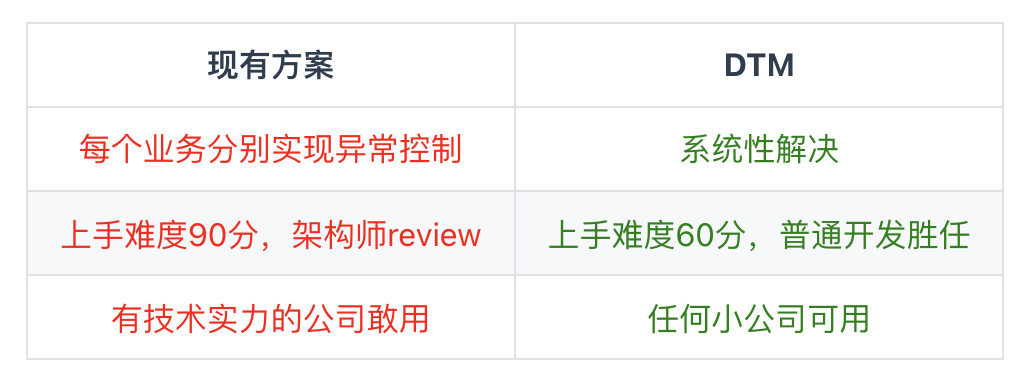 现有方案 DTM
每个业务分别实现异常控制 系统性解决
上手难度90分，架构师review 上手难度60分，普通开发胜任
有技术实力的公司敢用 任何小公司可用